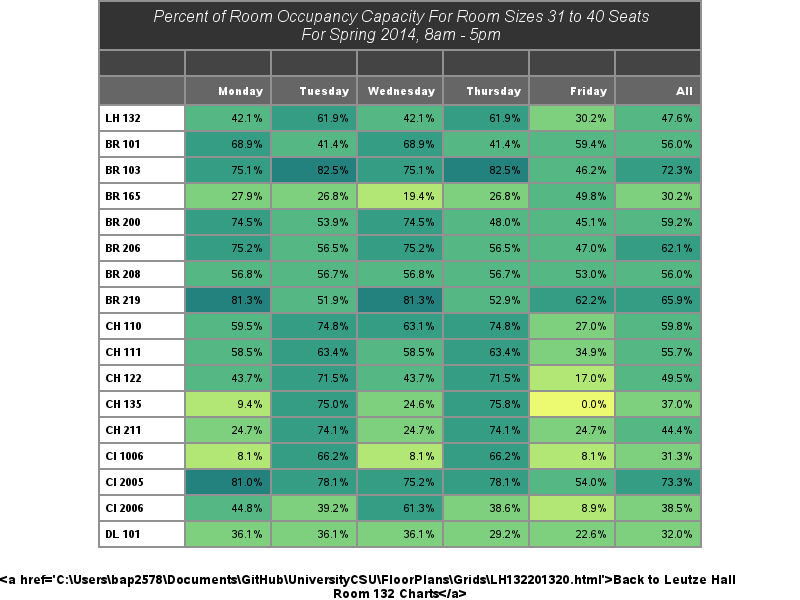 Percent of Room Occupancy Capacity For Room Sizes 31 to 40 Seats
For Spring 2014, 8am - 5pm
Monday Tuesday Wednesday Thursday Friday All
LH 132 42.1% 61.9% 42.1% 61.9% 30.2% 47.6%
BR 101 68.9% 41.4% 68.9% 41.4% 59.4% 56.0%
BR 103 75.1% 82.5% 75.1% 82.5% 46.2% 72.3%
BR 165 27.9% 26.8% 19.4% 26.8% 49.8% 30.2%
BR 200 74.5% 53.9% 74.5% 48.0% 45.1% 59.2%
BR 206 75.2% 56.5% 75.2% 56.5% 47.0% 62.1%
BR 208 56.8% 56.7% 56.8% 56.7% 53.0% 56.0%
BR 219 81.3% 51.9% 81.3% 52.9% 62.2% 65.9%
CH 110 59.5% 74.8% 63.1% 74.8% 27.0% 59.8%
CH 111 58.5% 63.4% 58.5% 63.4% 34.9% 55.7%
CH 122 43.7% 71.5% 43.7% 71.5% 17.0% 49.5%
CH 135 9.4% 75.0% 24.6% 75.8% 0.0% 37.0%
CH 211 24.7% 74.1% 24.7% 74.1% 24.7% 44.4%
CI 1006 8.1% 66.2% 8.1% 66.2% 8.1% 31.3%
CI 2005 81.0% 78.1% 75.2% 78.1% 54.0% 73.3%
CI 2006 44.8% 39.2% 61.3% 38.6% 8.9% 38.5%
DL 101 36.1% 36.1% 36.1% 29.2% 22.6% 32.0%
<a href='C:\Users\bap2578\Documents\GitHub\UniversityCSU\FloorPlans\Grids\LH132201320.html'>Back to Leutze Hall
Room 132 Charts</a>